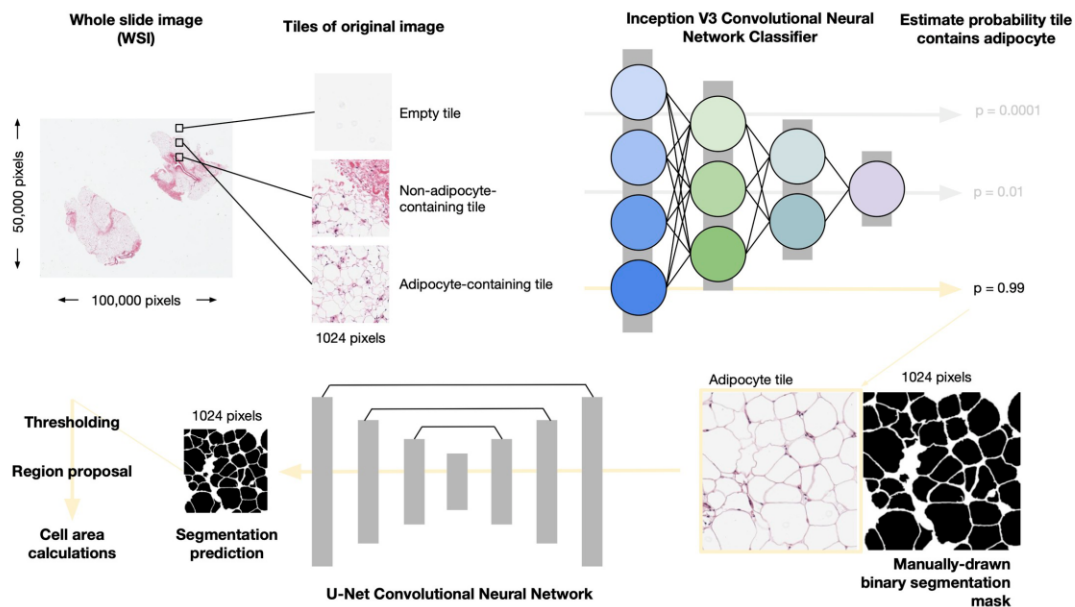 Whole slide image
(WSI)
Tiles of original image
Inception V3 Convolutional Neural
Network Classifier
Estimate probability tile
contains adipocyte
50,000 pixels
100,000 pixels
Empty tile
Non-adipocyte-
containing tile
Adipocyte-containing tile
1024 pixels
p = 0.0001
p = 0.01
p = 0.99
Adipocyte tile
1024 pixels
Manually-drawn
binary segmentation
mask
U-Net Convolutional Neural Network
1024 pixels
Segmentation
prediction
Thresholding
Region proposal
Cell area
calculations